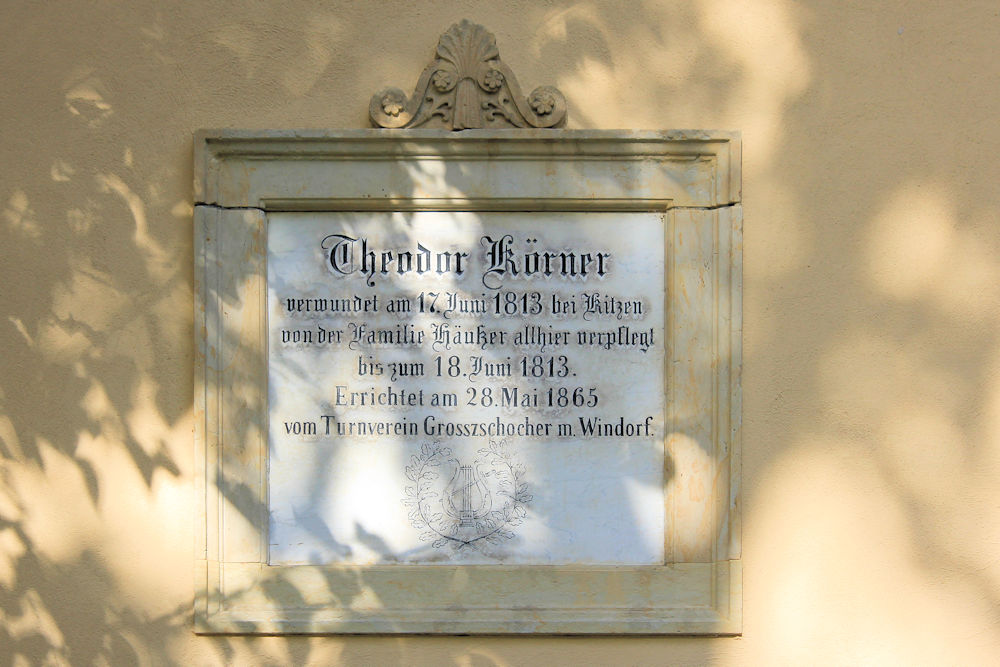 Theodor Körner
verwundet am 17. Juni 1813 bei Kitzen
von der Familie Häußer allhier verpflegt
bis zum 18. Juni 1813.
Errichtet am 28. Mai 1865
vom Turnverein Grosszschocher m. Windorf.